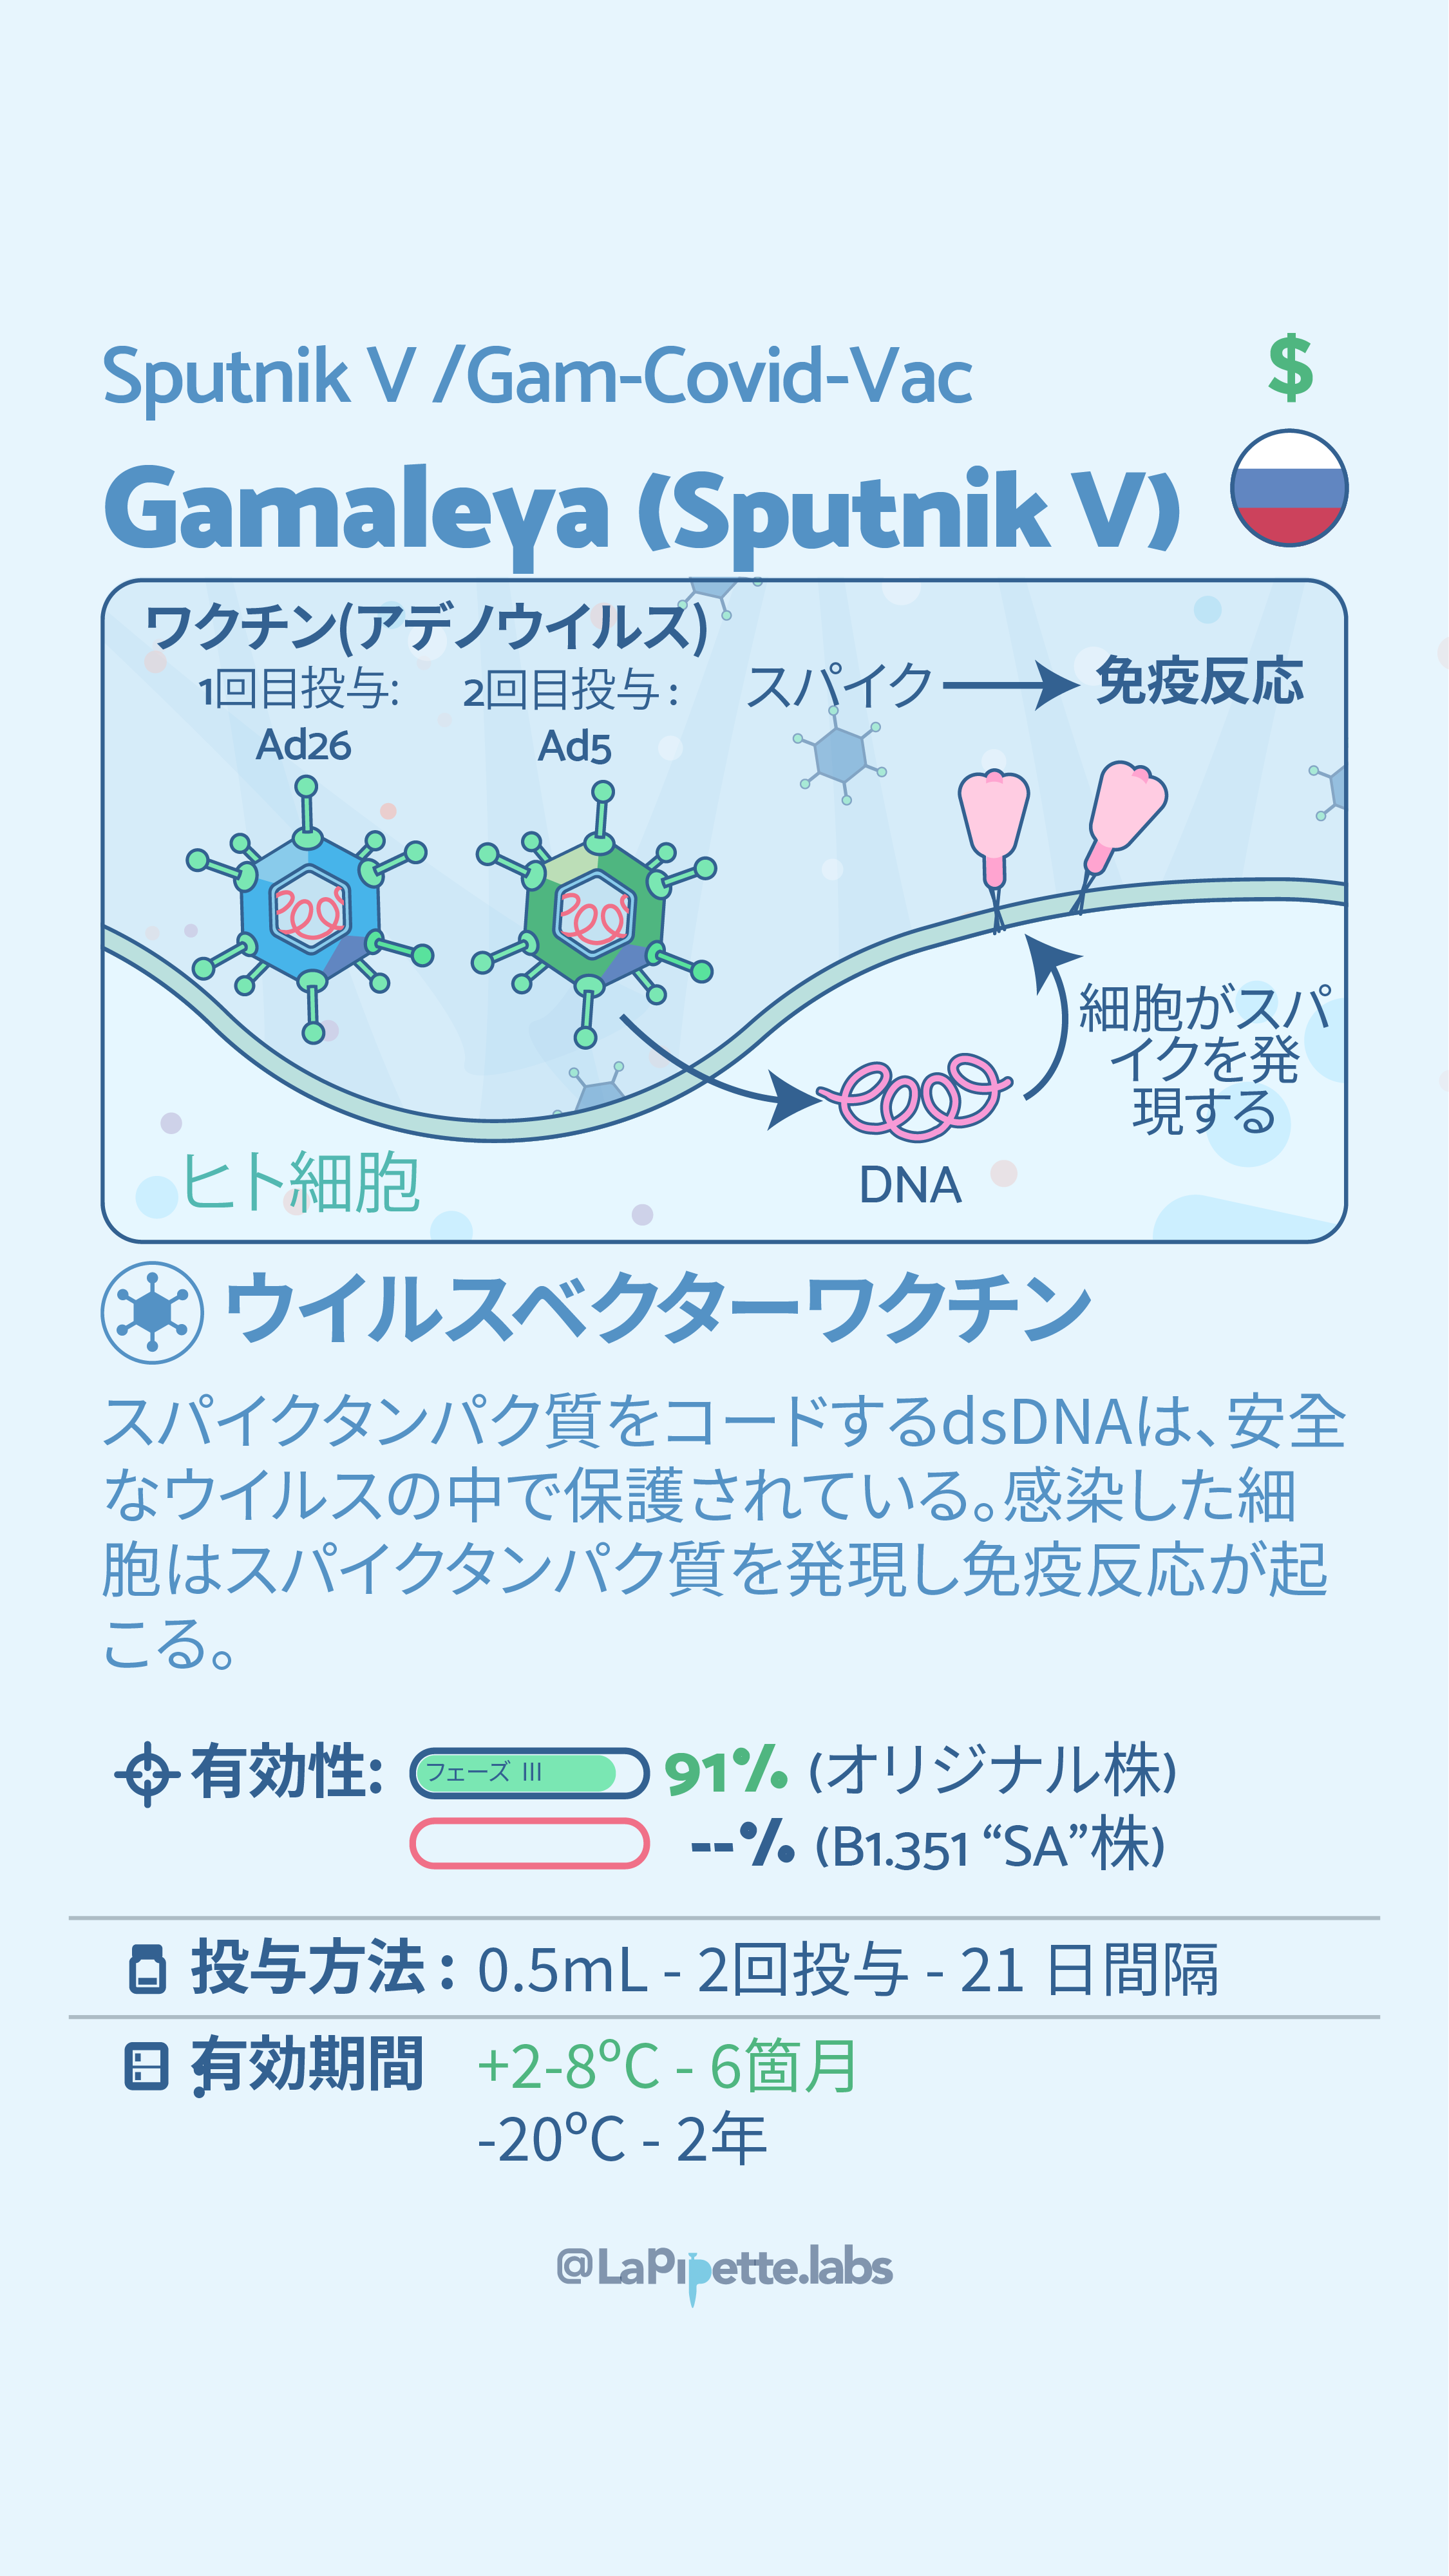 Sputnik V /Gam-Covid-Vac
$
Gamaleya (Sputnik V)
ワクチン(アデノウイルス)
1回目投与:
Ad26
2回目投与 :
Ad5
スパイク
免疫反応
細胞がスパ
イクを発
現する
DNA
ヒト細胞
ウイルスベクターワクチン
スパイクタンパク質をコードするdsDNAは、安全
なウイルスの中で保護されている。感染した細
胞はスパイクタンパク質を発現し免疫反応が起
こる。
有効性: フェーズ III 91% (オリジナル株)
--% (B1.351 “SA”株)
投与方法 : 0.5mL - 2回投与 - 21 日間隔
有効期間: +2-8ºC - 6箇月
-20ºC - 2年
@LaPipette.labs